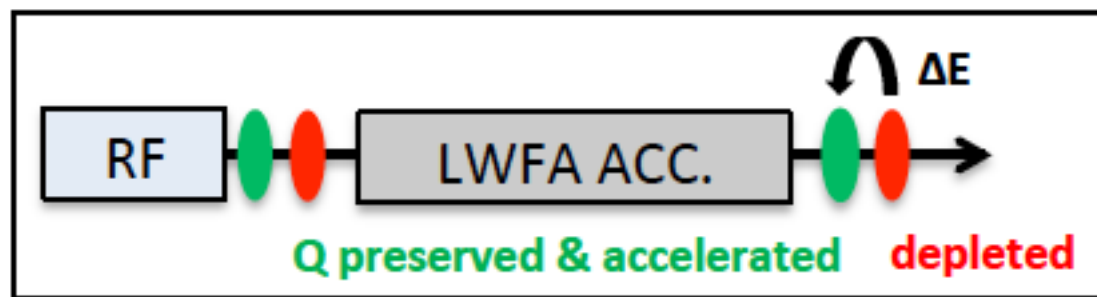 ΔE
RF
LWFA ACC.
Q preserved & accelerated
depleted